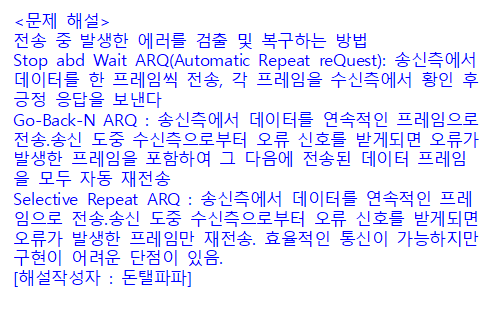 <문제 해설>
전송 중 발생한 에러를 검출 및 복구하는 방법
Stop abd Wait ARQ(Automatic Repeat reQuest): 송신측에서
데이터를 한 프레임씩 전송, 각 프레임을 수신측에서 황인 후
긍정 응답을 보낸다
Go-Back-N ARQ : 송신측에서 데이터를 연속적인 프레임으로
전송.송신 도중 수신측으로부터 오류 신호를 받게되면 오류가
발생한 프레임을 포함하여 그 다음에 전송된 데이터 프레임
을 모두 자동 재전송
Selective Repeat ARQ : 송신측에서 데이터를 연속적인 프레
임으로 전송.송신 도중 수신측으로부터 오류 신호를 받게되면
오류가 발생한 프레임만 재전송. 효율적인 통신이 가능하지만
구현이 어려운 단점이 있음.
[해설작성자 : 돈탤파파]